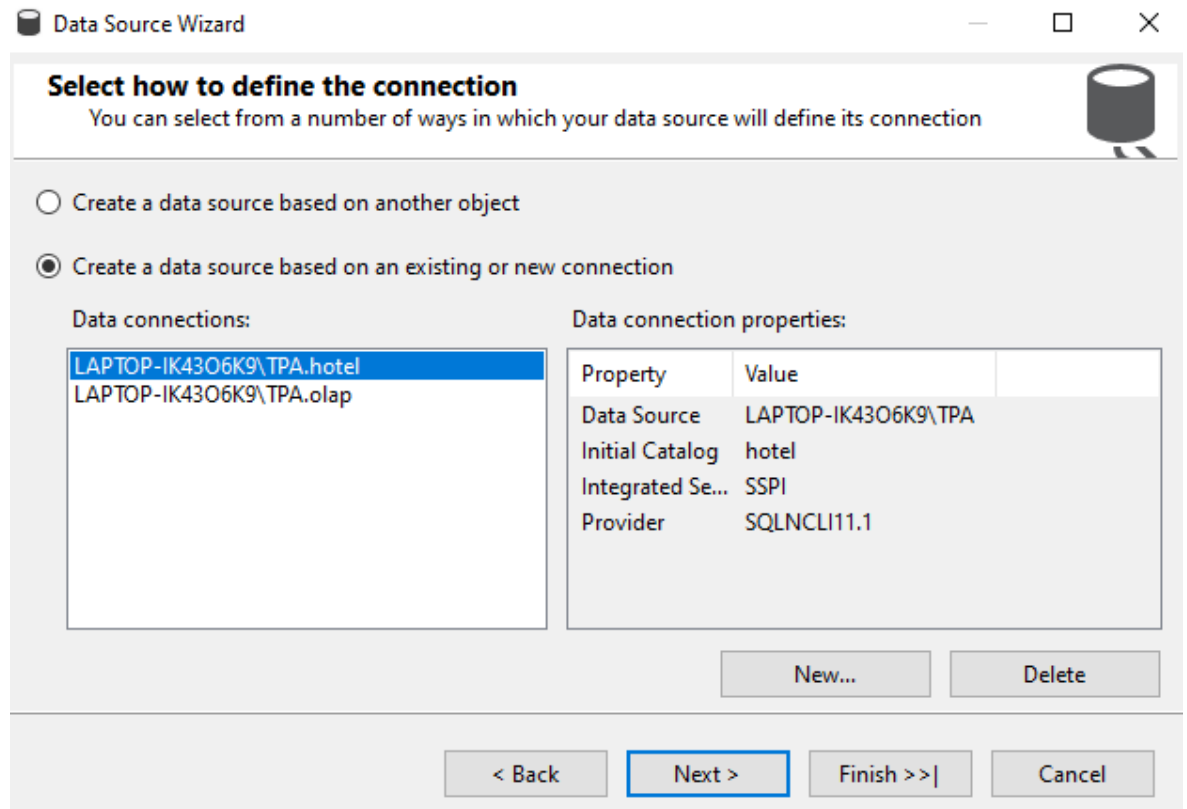 Data Source Wizard
Select how to define the connection
You can select from a number of ways in which your data source will define its connection
Create a data source based on another object
Create a data source based on an existing or new connection
Data connections:
LAPTOP-IK43O6K9\TPA.hotel
LAPTOP-IK43O6K9\TPA.olap
Data connection properties:
Property Value
Data Source LAPTOP-IK43O6K9\TPA
Initial Catalog hotel
Integrated Se... SSPI
Provider SQLNCLI11.1
New... Delete
< Back Next > Finish >>| Cancel